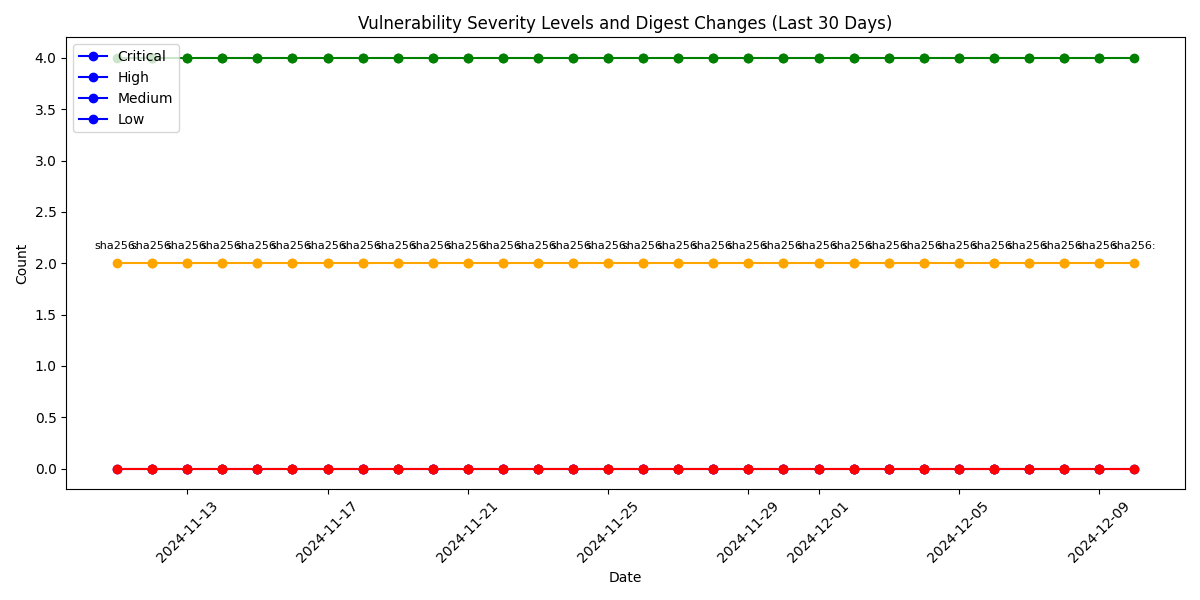 Vulnerability Severity Levels and Digest Changes (Last 30 Days)
Critical
High
Medium
Low
Count
4.0
3.5
3.0
2.5
2.0
1.5
1.0
0.5
0.0
sha256: sha256: sha256: sha256: sha256: sha256: sha256: sha256: sha256: sha256: sha256: sha256: sha256: sha256: sha256: sha256: sha256: sha256: sha256: sha256: sha256: sha256: sha256: sha256: sha256: sha256: sha256: sha256: sha256: sha256:
2024-11-13
2024-11-17
2024-11-21
2024-11-25
2024-11-29
2024-12-01
2024-12-05
2024-12-09
Date